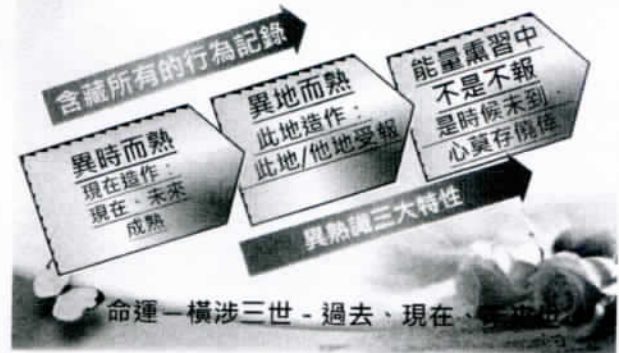 含藏所有的行為記錄
異時而熟
現在造作：
現在、未來
成熟
異地而熟
此地造作：
此地/他地受報
能量熏習中
不是不報
是時候未到
心莫存僥倖
異熟識三大特性
命運－橫涉三世 - 過去、現在、